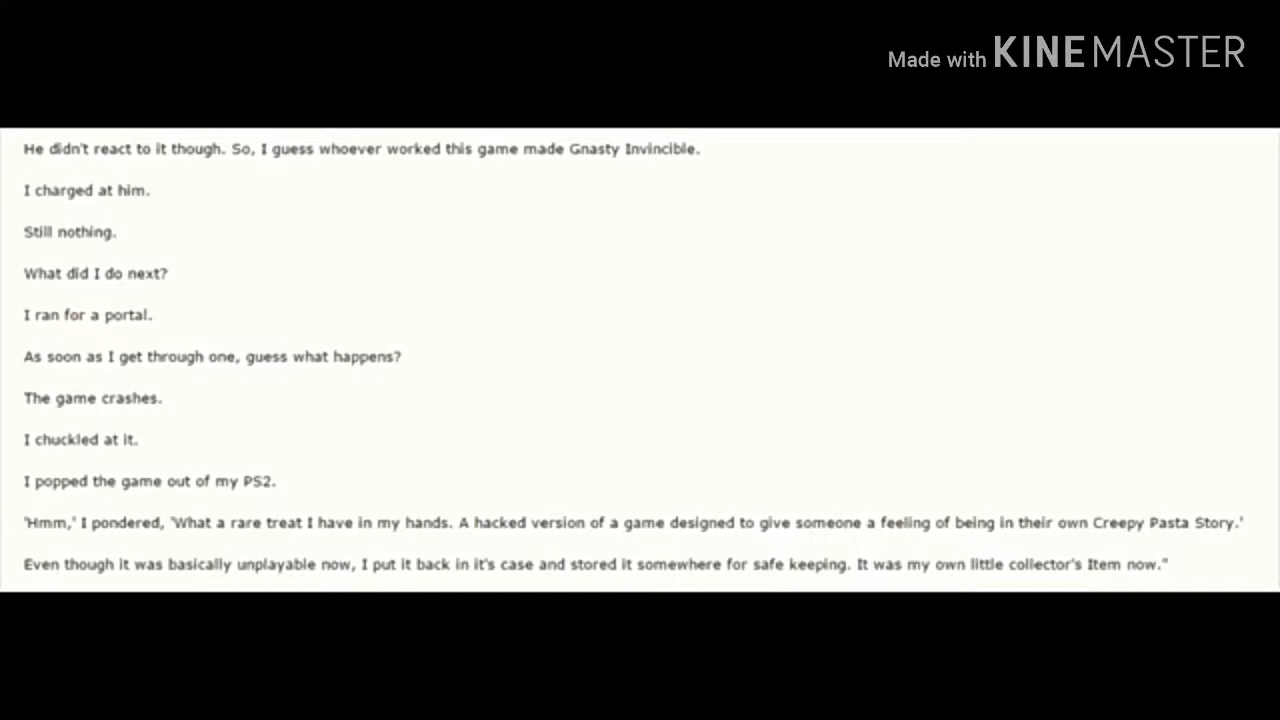 Made with KINEMASTER
He didn't react to it though. So, I guess whoever worked this game made Gnasty Invincible.
I charged at him.
Still nothing.
What did I do next?
I ran for a portal.
As soon as I get through one, guess what happens?
The game crashes.
I chuckled at it.
I popped the game out of my PS2.
'Hmm,' I pondered, 'What a rare treat I have in my hands. A hacked version of a game designed to give someone a feeling of being in their own Creepy Pasta Story.'
Even though it was basically unplayable now, I put it back in it's case and stored it somewhere for safe keeping. It was my own little collector's Item now."